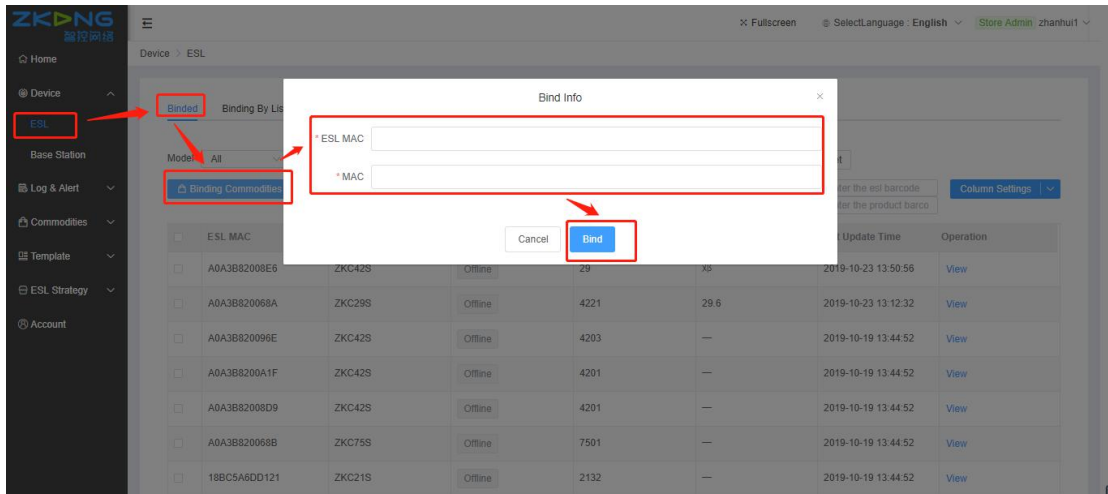 ZKDNG
智控网络
Fullscreen
SelectLanguage : English
Store Admin zhanhui1
Home
Device > ESL
Device
ESL
Base Station
Log & Alert
Commodities
Template
ESL Strategy
Account
Binded
Binding By Lis
Model
All
Binding Commodities
ter the esl barcode
ter the product barco
Column Settings
Bind Info
* ESL MAC
* MAC
Cancel
Bind
ESL MAC
Update Time
Operation
A0A3B82008E6 ZKC42S Offline 29 2019-10-23 13:50:56 View
A0A3B820068A ZKC29S Offline 4221 29.6 2019-10-23 13:12:32 View
A0A3B820096E ZKC42S Offline 4203 — 2019-10-19 13:44:52 View
A0A3B8200A1F ZKC42S Offline 4201 — 2019-10-19 13:44:52 View
A0A3B82008D9 ZKC42S Offline 4201 — 2019-10-19 13:44:52 View
A0A3B820068B ZKC75S Offline 7501 — 2019-10-19 13:44:52 View
18BC5A6DD121 ZKC21S Offline 2132 — 2019-10-19 13:44:52 View